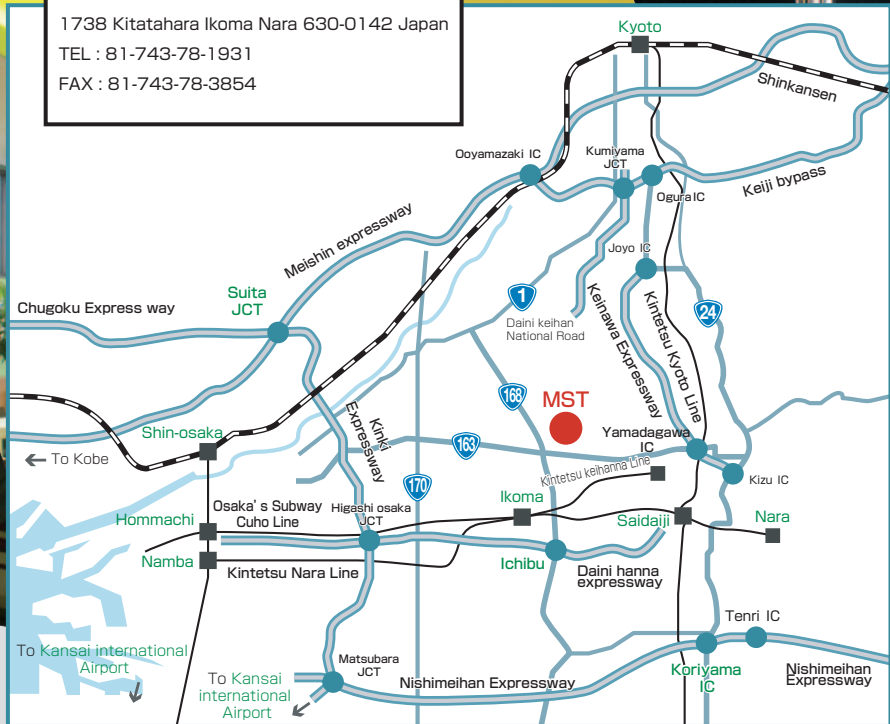 1738 Kitatahara Ikoma Nara 630-0142 Japan
TEL : 81-743-78-1931
FAX : 81-743-78-3854
Kyoto
Shinkansen
Ooyamazaki IC
Kumiyama
JCT
Ogura IC
Keiji bypass
Meishin expressway
Joyo IC
Suita
JCT
Chugoku Express way
1
Daini keihan
National Road
Keinawa Expressway
Kintetsu Kyoto Line
24
168
MST
Kinki
Expressway
Shin-osaka
163
Yamadagawa
IC
← To Kobe
Kintetsu keihanna Line
Kizu IC
170
Osaka's Subway
Cuho Line
Higashi osaka
JCT
Ikoma
Hommachi
Saidaiji
Nara
Namba
Kintetsu Nara Line
Ichibu
Daini hanna
expressway
Tenri IC
To Kansai international
Airport
Matsubara
JCT
To Kansai
international
Airport
Nishimeihan Expressway
Koriyama
IC
Nishimeihan
Expressway